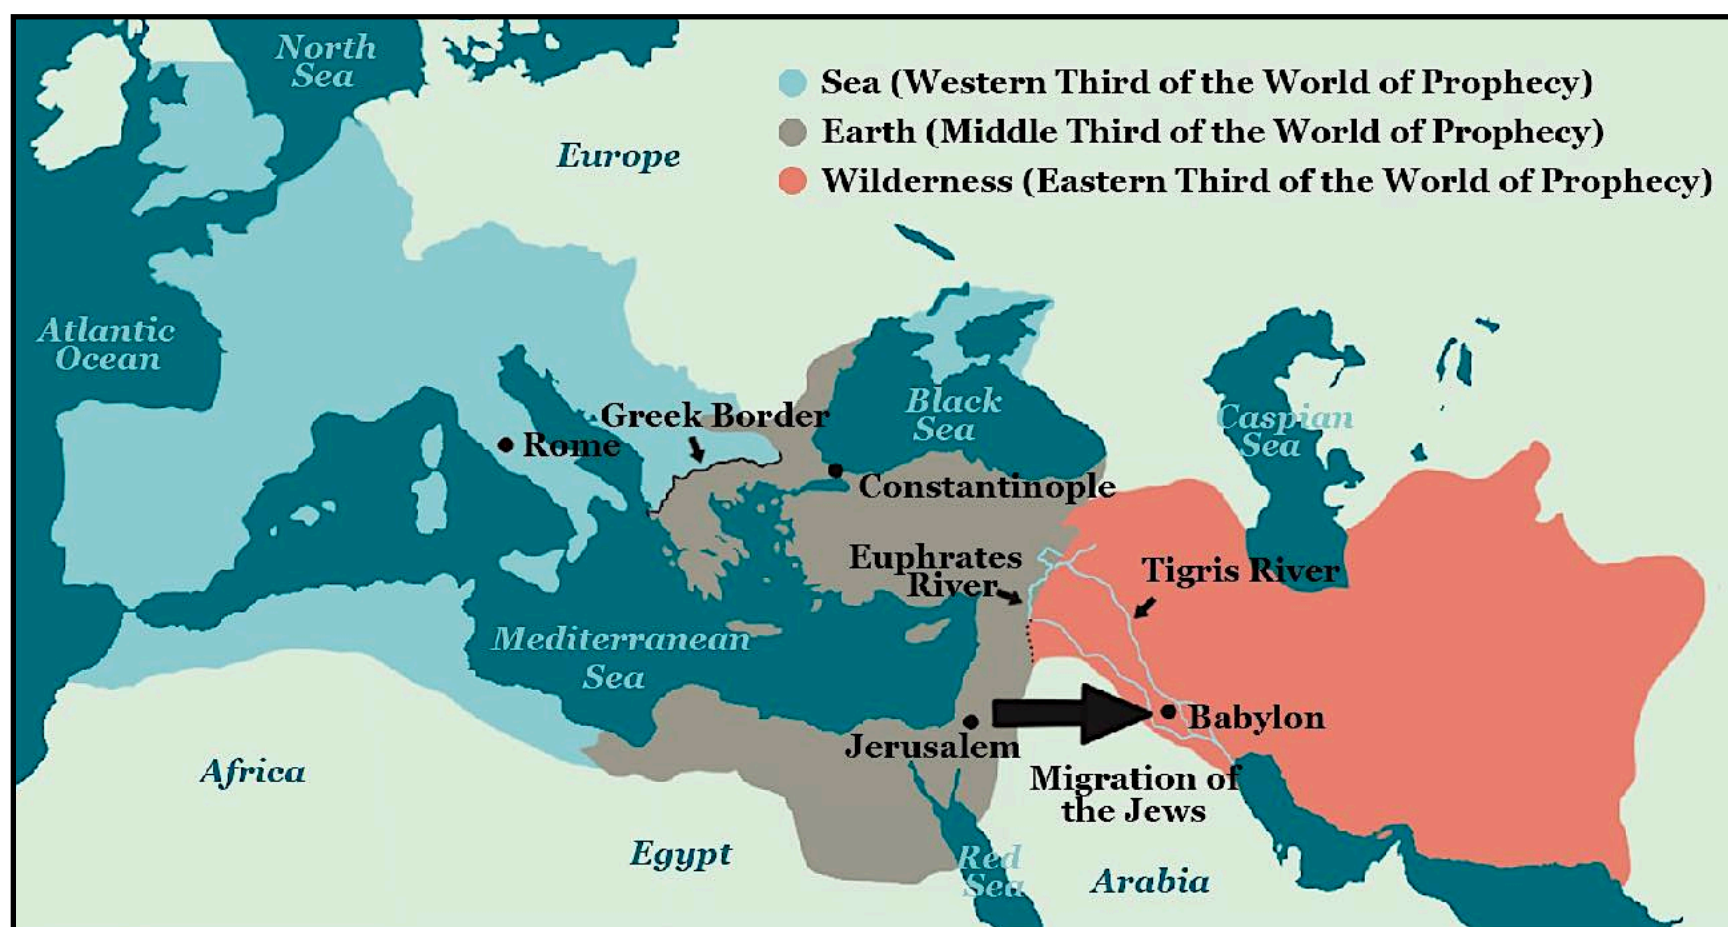 North
Sea
Sea (Western Third of the World of Prophecy)
Earth (Middle Third of the World of Prophecy)
Wilderness (Eastern Third of the World of Prophecy)
Europe
Atlantic
Ocean
Greek Border
Rome
Black
Sea
Caspian
Sea
Constantinople
Euphrates
River
Tigris River
Mediterranean
Sea
Babylon
Jerusalem
Migration of
the Jews
Africa
Egypt
Red
Sea
Arabia